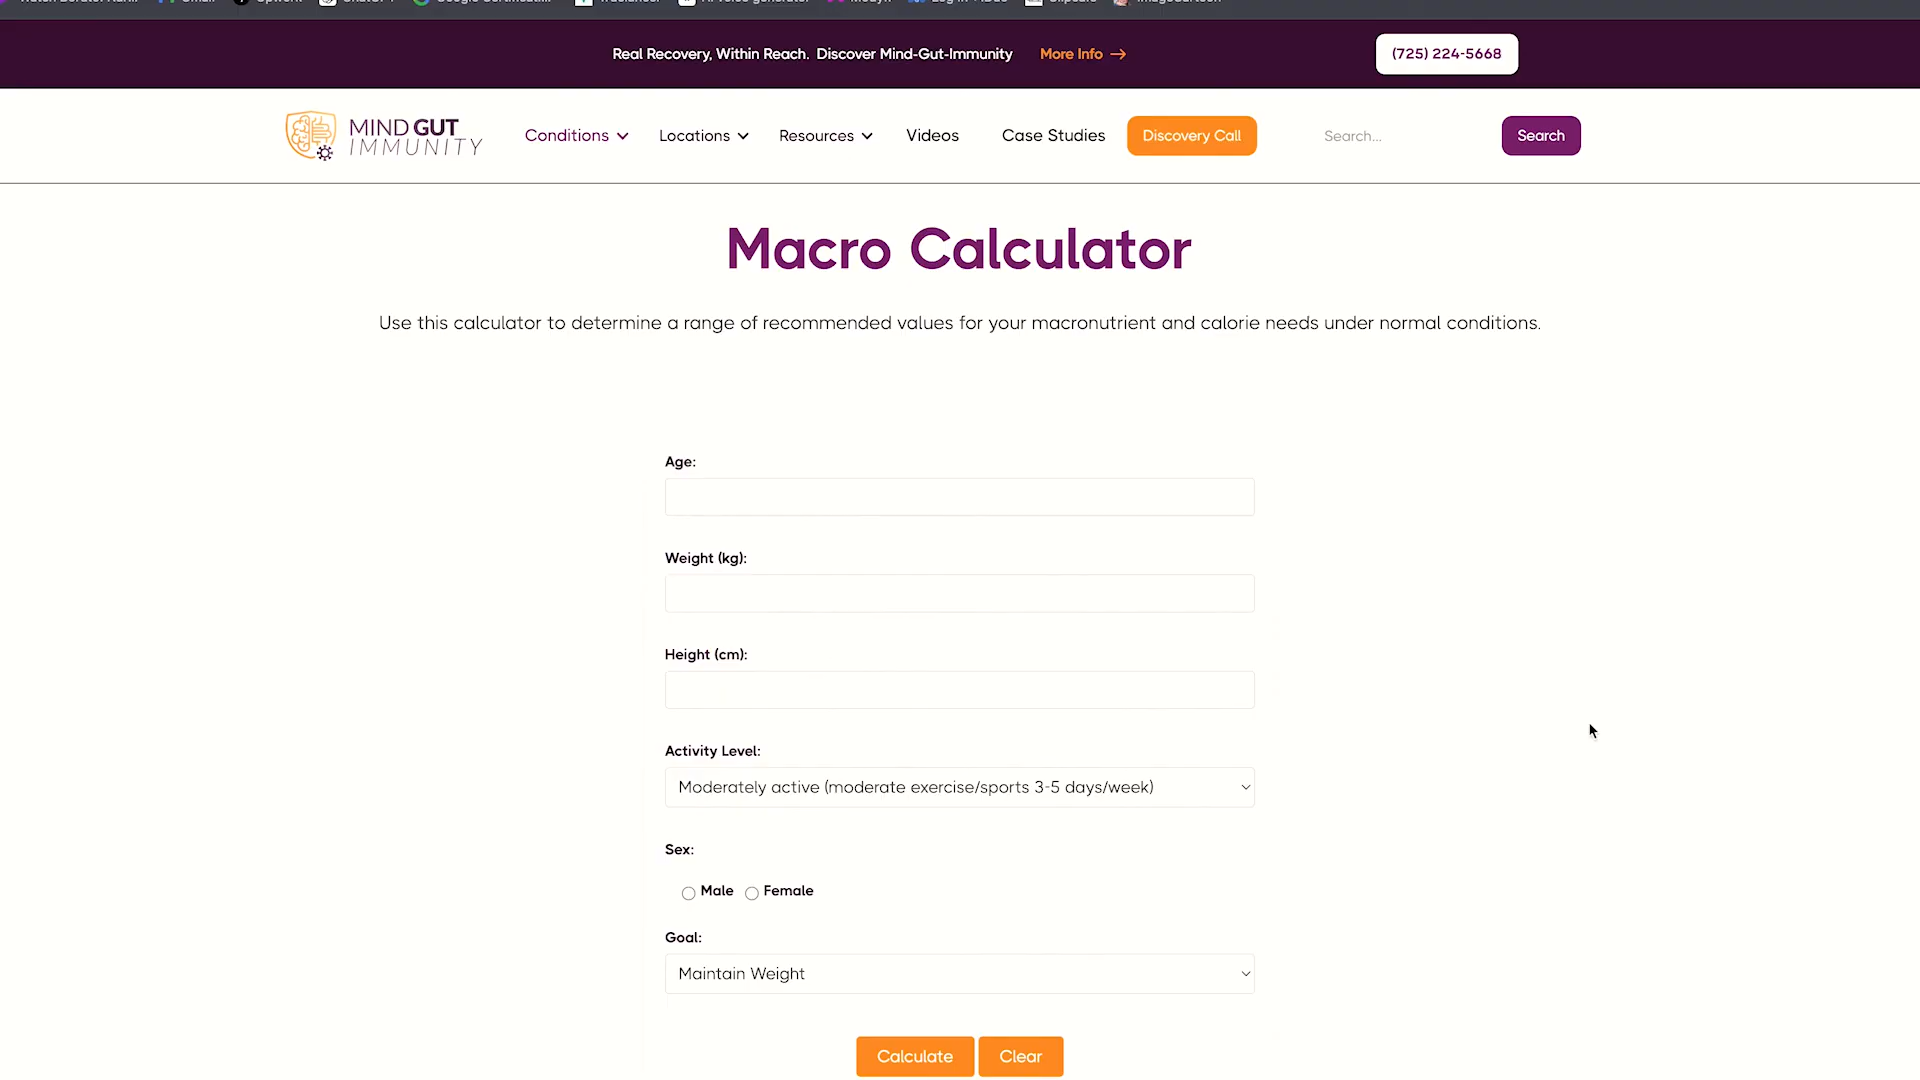 Real Recovery, Within Reach. Discover Mind-Gut-Immunity More Info → (725) 224-5668
MIND GUT
IMMUNITY
Conditions Locations Resources Videos Case Studies Discovery Call Search... Search
Macro Calculator
Use this calculator to determine a range of recommended values for your macronutrient and calorie needs under normal conditions.
Age:
Weight (kg):
Height (cm):
Activity Level:
Moderately active (moderate exercise/sports 3-5 days/week)
Sex:
Male Female
Goal:
Maintain Weight
Calculate Clear